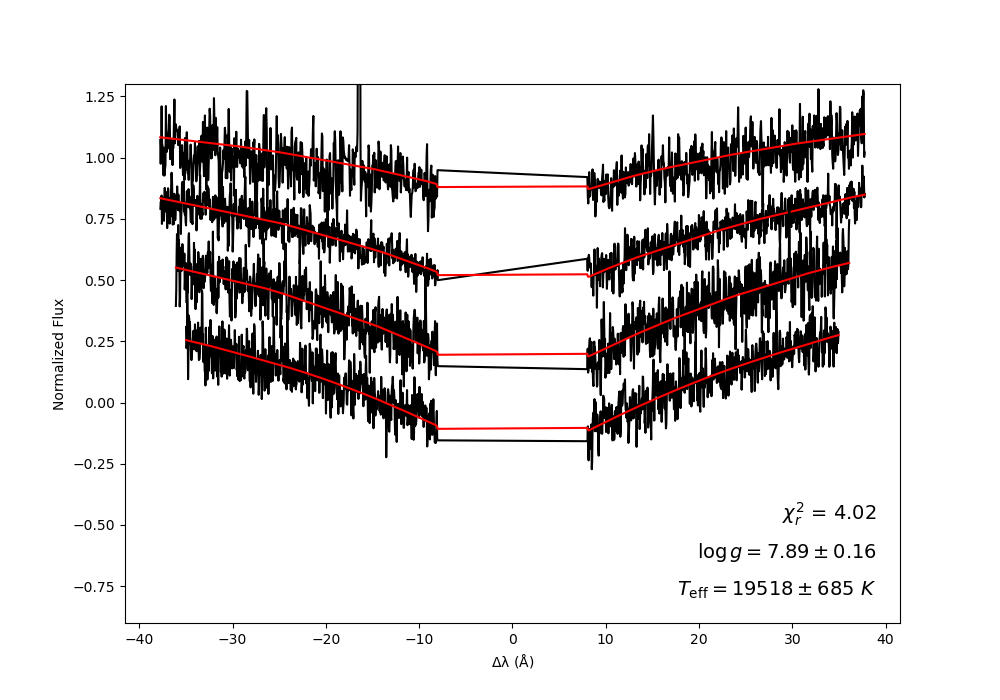 Normalized Flux
1.25
1.00
0.75
0.50
0.25
0.00
−0.25
−0.50
−0.75
χ²ᵣ = 4.02
log g = 7.89 ± 0.16
T_eff = 19518 ± 685 K
−40 −30 −20 −10 0 10 20 30 40
Δλ (Å)